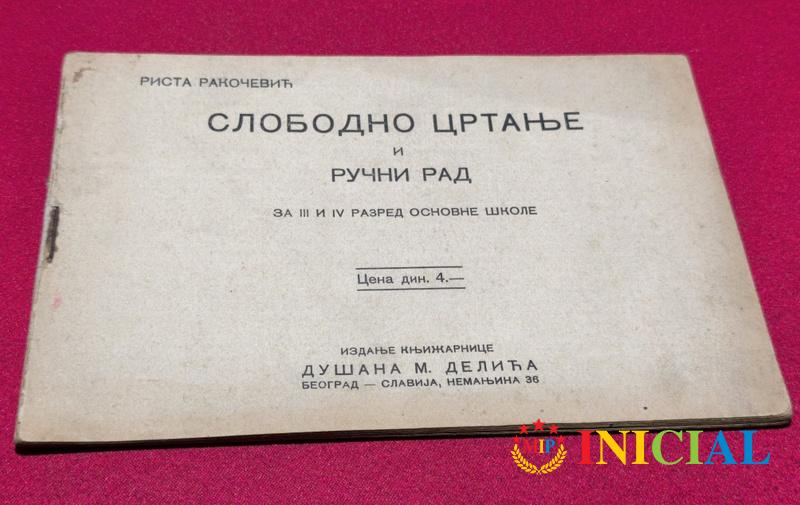 РИСТА РАКОЧЕВИЋ
СЛОБОДНО ЦРТАЊЕ
И
РУЧНИ РАД
ЗА III И IV РАЗРЕД ОСНОВНЕ ШКОЛЕ
Цена дин. 4.—
ИЗДАЊЕ КЊИЖАРНИЦЕ
ДУШАНА М. ДЕЛИЋА
БЕОГРАД — СЛАВИЈА, НЕМАЊИНА 36
VIP INICIAL